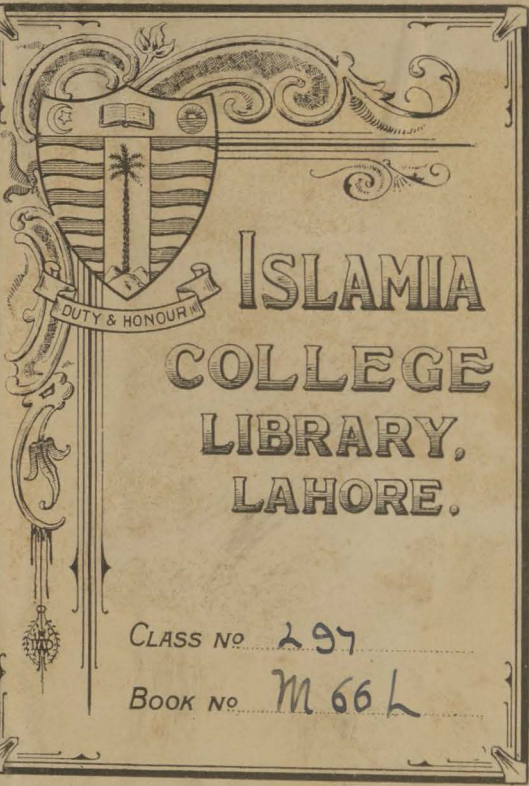 DUTY & HONOUR
ISLAMIA
COLLEGE
LIBRARY,
LAHORE.
CLASS No 297
BOOK No M 66 L